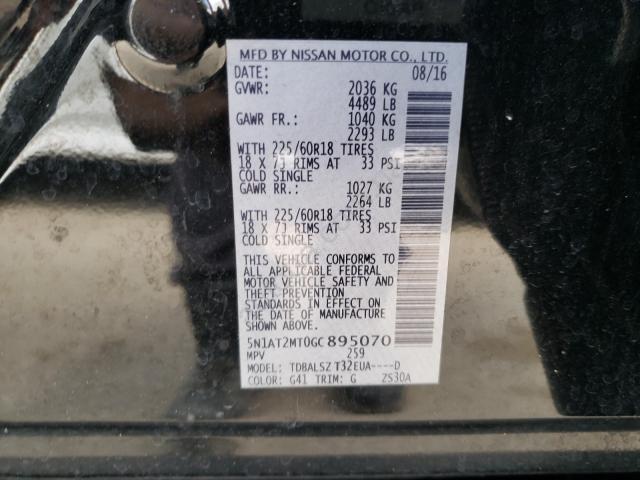 MFD BY NISSAN MOTOR CO., LTD.
DATE: 08/16
GVWR: 2036 KG
4489 LB
GAWR FR.: 1040 KG
2293 LB
WITH 225/60R18 TIRES
18 X 7J RIMS AT 33 PSI
COLD SINGLE
GAWR RR.: 1027 KG
2264 LB
WITH 225/60R18 TIRES
18 X 7J RIMS AT 33 PSI
COLD SINGLE
THIS VEHICLE CONFORMS TO
ALL APPLICABLE FEDERAL
MOTOR VEHICLE SAFETY AND
THEFT PREVENTION
STANDARDS IN EFFECT ON
THE DATE OF MANUFACTURE
SHOWN ABOVE.
5N1AT2MT0GC895070
MPV 259
MODEL: TDBALSZ T32EUA----D
COLOR: G41 TRIM: G ZS30A